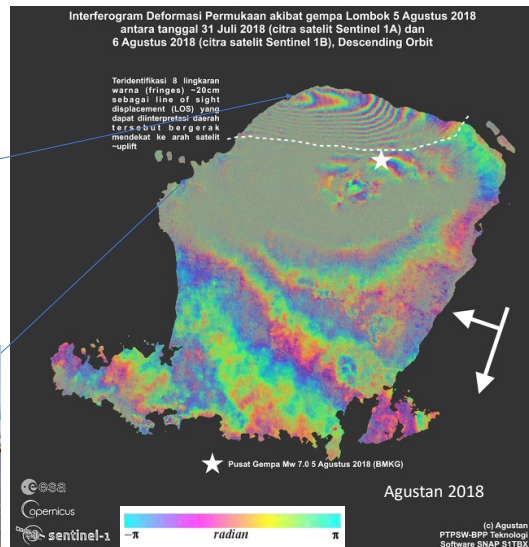 Interferogram Deformasi Permukaan akibat gempa Lombok 5 Agustus 2018
antara tanggal 31 Juli 2018 (citra satelit Sentinel 1A) dan
6 Agustus 2018 (citra satelit Sentinel 1B), Descending Orbit
Teridentifikasi 8 lingkaran
warna (fringes) ~20cm
sebagai line of sight
displacement (LOS) yang
dapat diinterpretasi daerah
tersebut bergerak
mendekat ke arah satelit
~uplift
Pusat Gempa Mw 7.0 5 Agustus 2018 (BMKG)
Agustan 2018
esa
opernicus
sentinel-1
-π radian π
(c) Agustan
PTPSW-BPP Teknologi
Software SNAP S1TBX